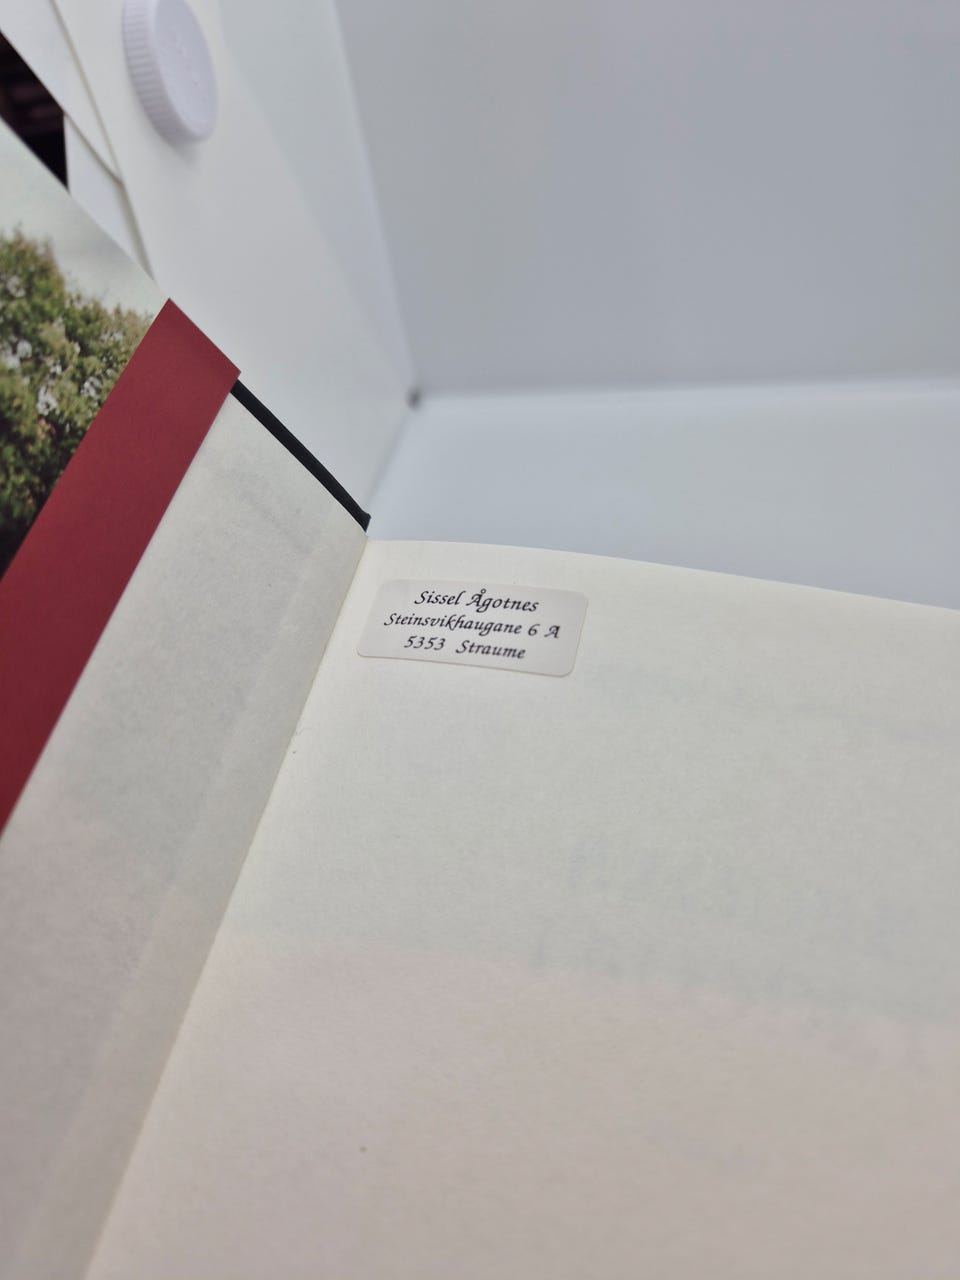 Sissel Ågotnes
Steinsvikhaugane 6 A
5353 Straume